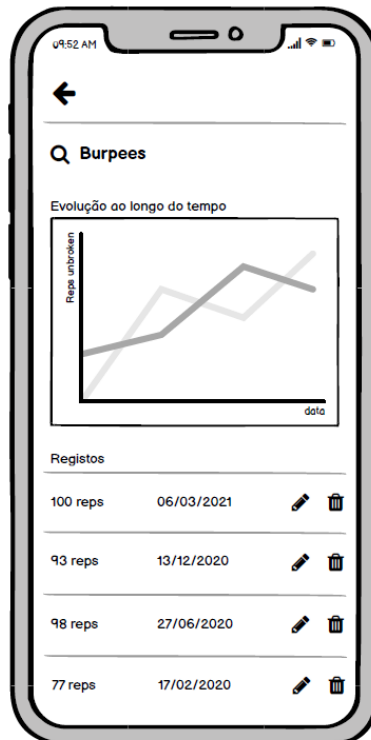 09:52 AM
Burpees
Evolução ao longo do tempo
Reps unbroken
data
Registos
100 reps 06/03/2021
93 reps 13/12/2020
98 reps 27/06/2020
77 reps 17/02/2020